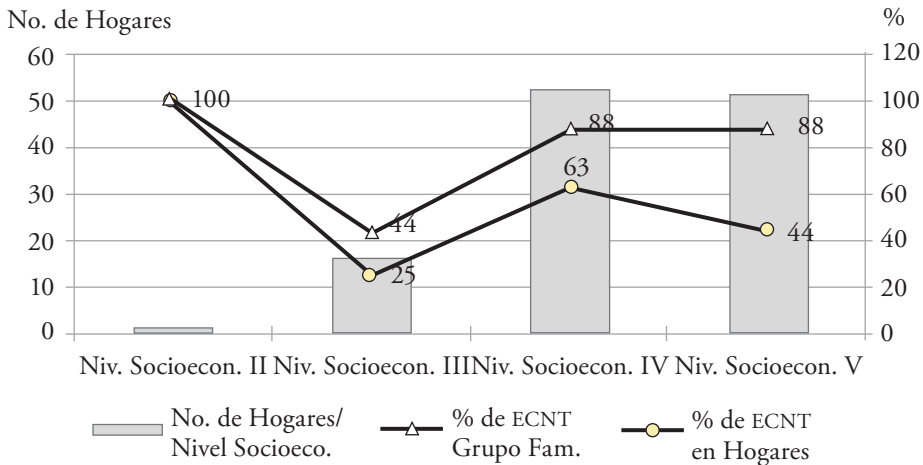 No. de Hogares
%
60
50
40
30
20
10
0
120
100
80
60
40
20
0
100
44
25
88
63
88
44
Niv. Socioecon. II Niv. Socioecon. III Niv. Socioecon. IV Niv. Socioecon. V
No. de Hogares/
Nivel Socioeco.
% de ECNT
Grupo Fam.
% de ECNT
en Hogares